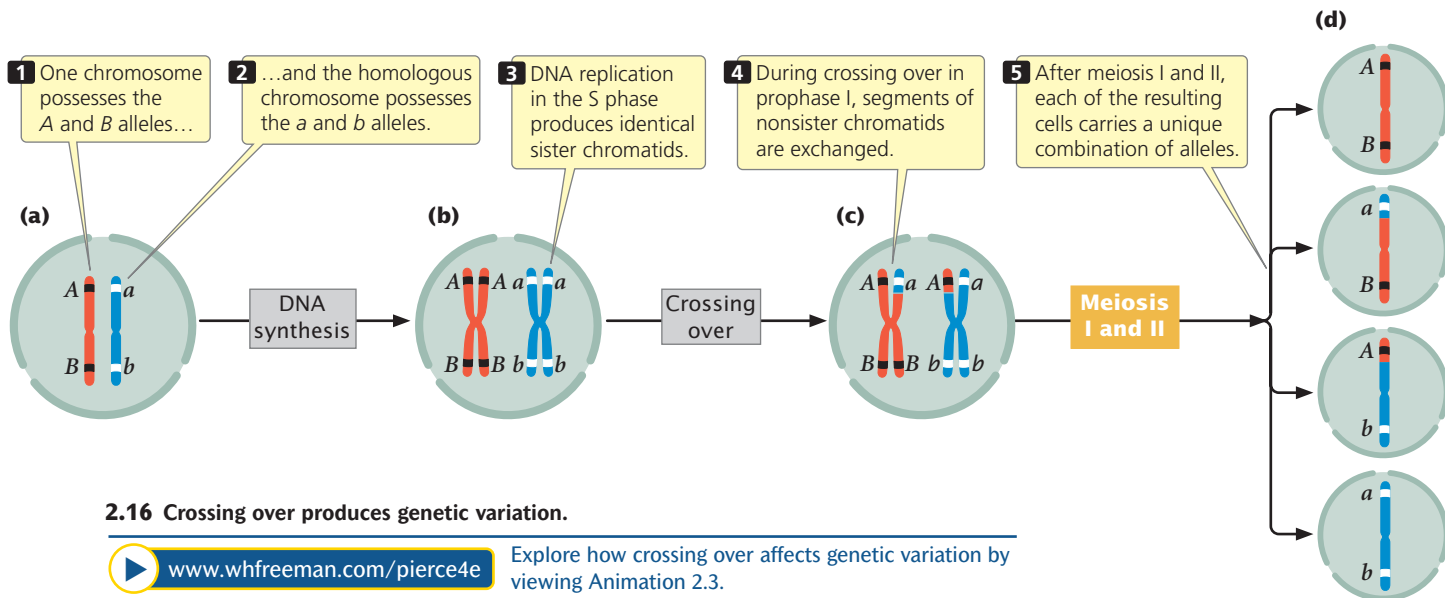 (d)
1 One chromosome
possesses the
A and B alleles…
2 …and the homologous
chromosome possesses
the a and b alleles.
3 DNA replication
in the S phase
produces identical
sister chromatids.
4 During crossing over in
prophase I, segments of
nonsister chromatids
are exchanged.
5 After meiosis I and II,
each of the resulting
cells carries a unique
combination of alleles.
A
B
(a)
(b)
(c)
a
B
A a
B b
DNA
synthesis
A A a a
B B b b
Crossing
over
A a A a
B B b b
Meiosis
I and II
A
b
a
b
2.16 Crossing over produces genetic variation.
www.whfreeman.com/pierce4e
Explore how crossing over affects genetic variation by
viewing Animation 2.3.